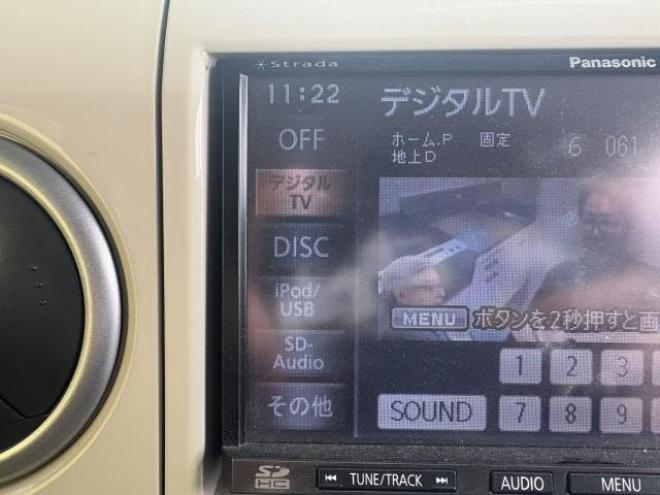 Strada Panasonic
11:22 デジタルTV
OFF ホーム.P 固定 6 061
地上D
デジタル
TV
DISC
iPod/
USB
MENU ボタンを2秒押すと画
SD-
Audio
1 2 3
その他 SOUND 7 8 9
SD
HC
TUNE/TRACK AUDIO MENU